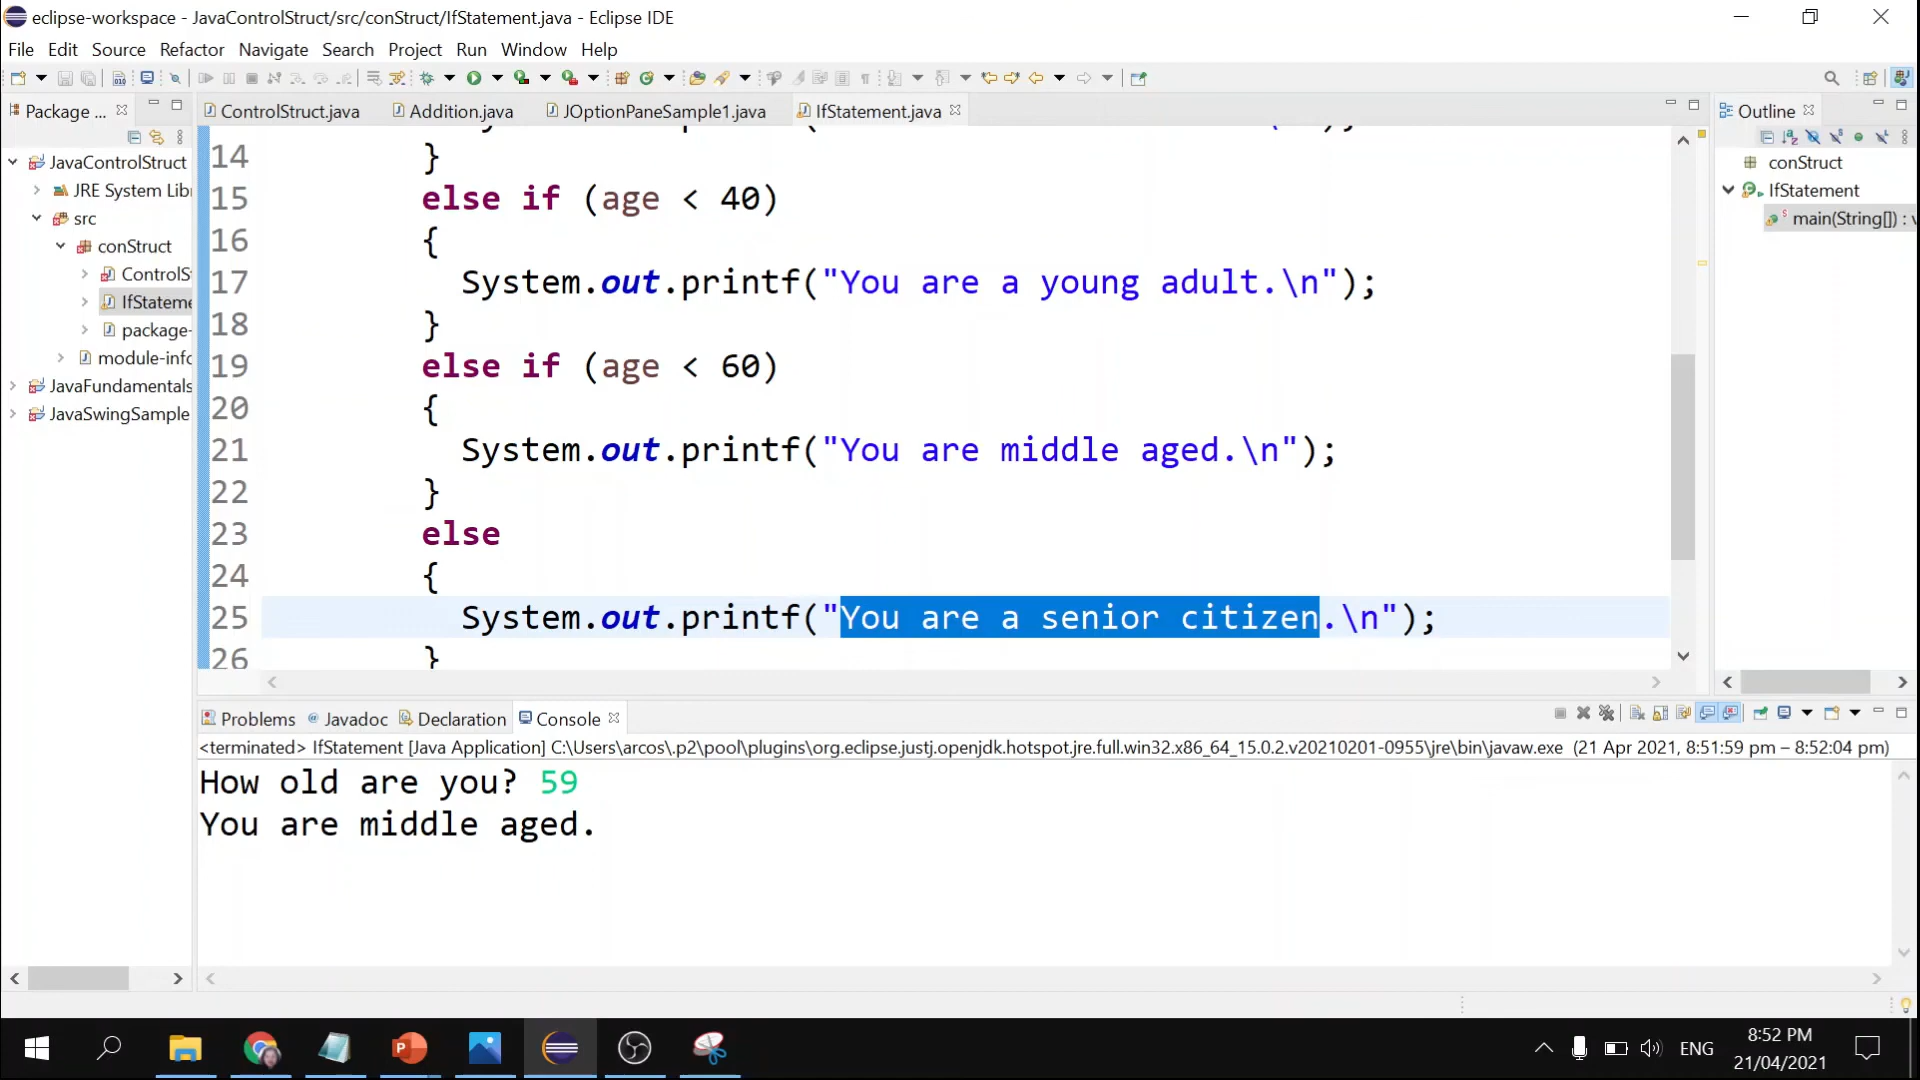 eclipse-workspace - JavaControlStruct/src/conStruct/IfStatement.java - Eclipse IDE
File Edit Source Refactor Navigate Search Project Run Window Help
Package ...
ControlStruct.java Addition.java JOptionPaneSample1.java IfStatement.java
Outline
JavaControlStruct
JRE System Libr
src
conStruct
ControlS
IfStateme
package-
module-info
JavaFundamentals
JavaSwingSample
14 }
15 else if (age < 40)
16 {
17 System.out.printf("You are a young adult.\n");
18 }
19 else if (age < 60)
20 {
21 System.out.printf("You are middle aged.\n");
22 }
23 else
24 {
25 System.out.printf("You are a senior citizen.\n");
26 }
conStruct
IfStatement
main(String[]) : v
Problems Javadoc Declaration Console
<terminated> IfStatement [Java Application] C:\Users\arcos\.p2\pool\plugins\org.eclipse.justj.openjdk.hotspot.jre.full.win32.x86_64_15.0.2.v20210201-0955\jre\bin\javaw.exe (21 Apr 2021, 8:51:59 pm – 8:52:04 pm)
How old are you? 59
You are middle aged.
ENG
8:52 PM
21/04/2021